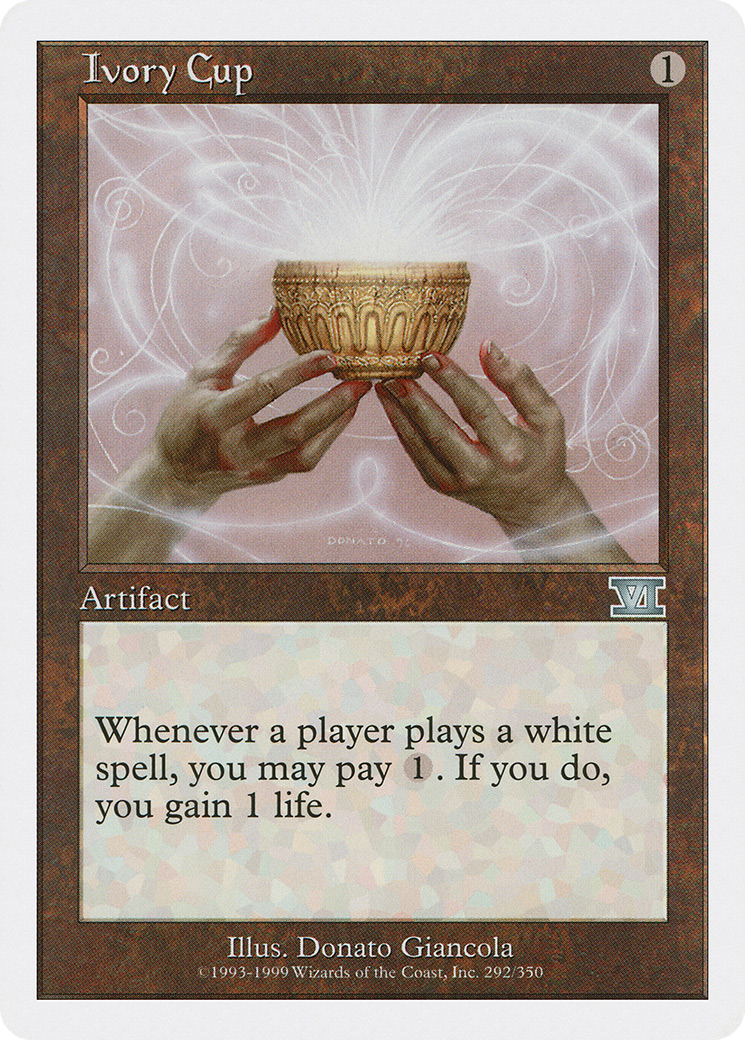 Ivory Cup 1
DONATO 96
Artifact VI
Whenever a player plays a white
spell, you may pay 1. If you do,
you gain 1 life.
Illus. Donato Giancola
©1993-1999 Wizards of the Coast, Inc. 292/350